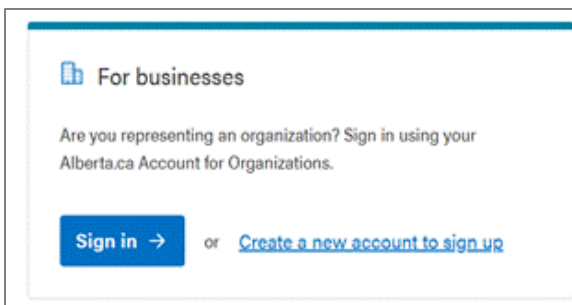 For businesses
Are you representing an organization? Sign in using your
Alberta.ca Account for Organizations.
Sign in → or Create a new account to sign up